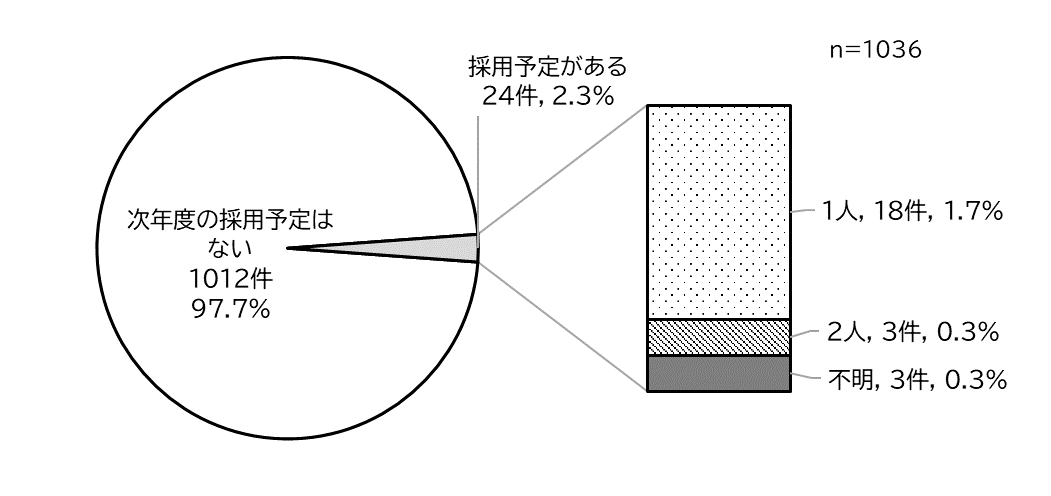 n=1036
採用予定がある
24件, 2.3%
次年度の採用予定は
ない
1012件
97.7%
1人, 18件, 1.7%
2人, 3件, 0.3%
不明, 3件, 0.3%